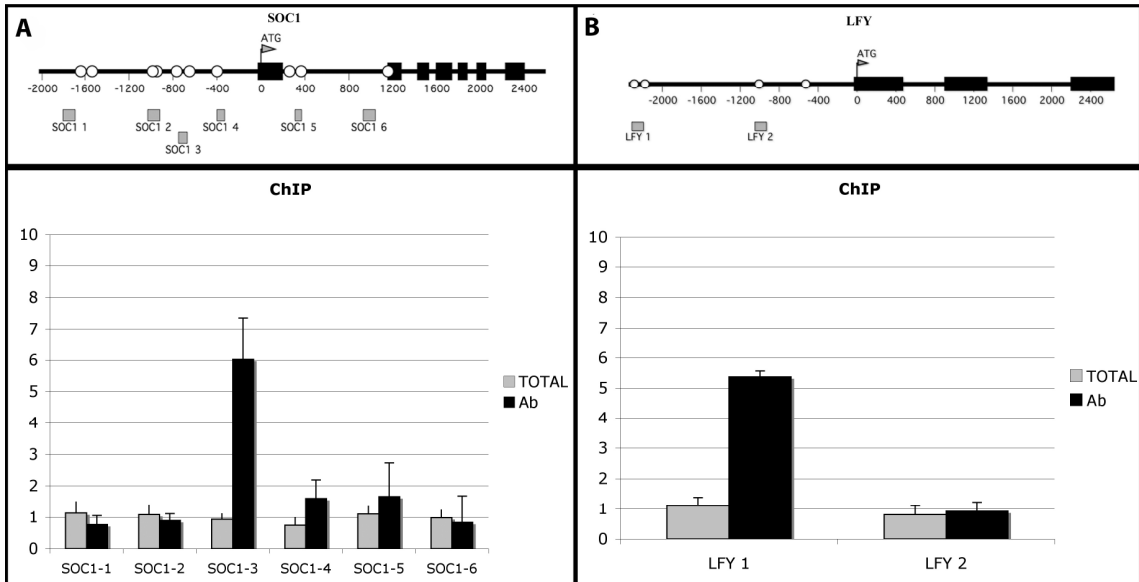 A
SOC1
ATG
-2000 -1600 -1200 -800 -400 0 400 800 1200 1600 2000 2400
SOC1 1
SOC1 2
SOC1 3
SOC1 4
SOC1 5
SOC1 6
B
LFY
ATG
-2000 -1600 -1200 -800 -400 0 400 800 1200 1600 2000 2400
LFY 1
LFY 2
ChIP
10
9
8
7
6
5
4
3
2
1
0
SOC1-1 SOC1-2 SOC1-3 SOC1-4 SOC1-5 SOC1-6
TOTAL
Ab
ChIP
10
9
8
7
6
5
4
3
2
1
0
LFY 1 LFY 2
TOTAL
Ab